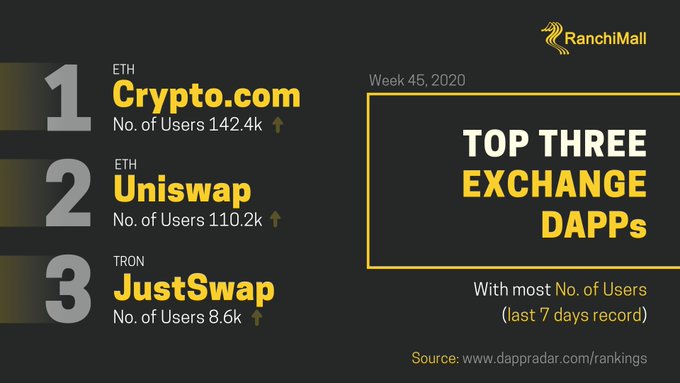 RanchiMall
1
ETH
Crypto.com
No. of Users 142.4k
2
ETH
Uniswap
No. of Users 110.2k
3
TRON
JustSwap
No. of Users 8.6k
Week 45, 2020
TOP THREE
EXCHANGE
DAPPs
With most No. of Users
(last 7 days record)
Source: www.dappradar.com/rankings